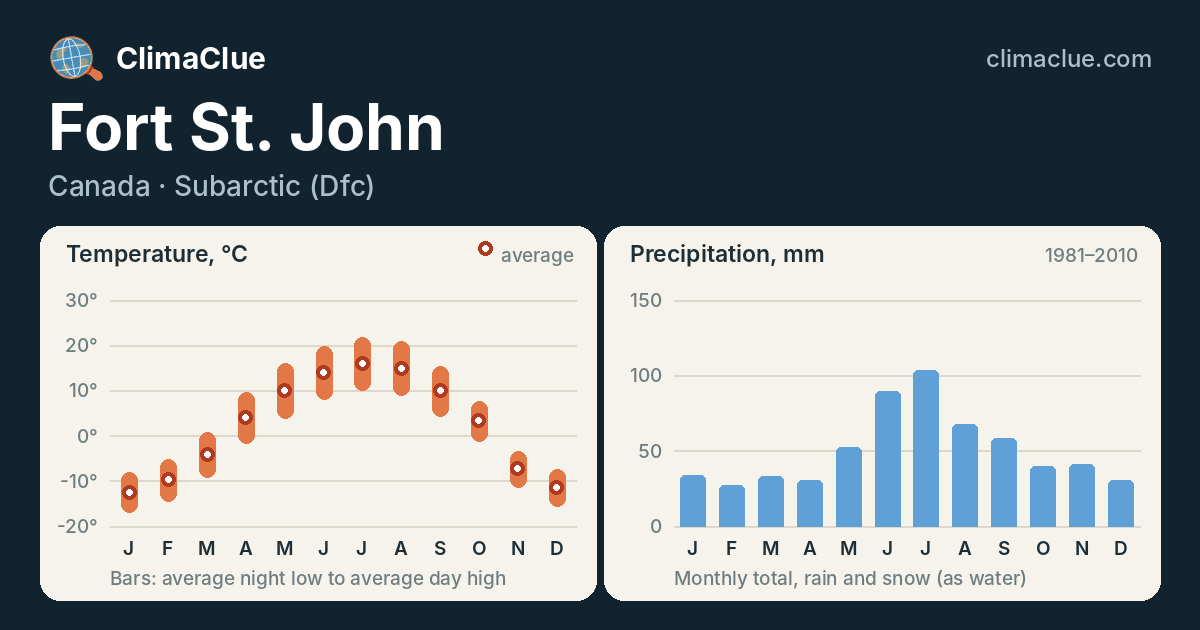 ClimaClue
climaclue.com
Fort St. John
Canada · Subarctic (Dfc)
Temperature, °C
average
30°
20°
10°
0°
-10°
-20°
J F M A M J J A S O N D
Bars: average night low to average day high
Precipitation, mm
1981–2010
150
100
50
0
J F M A M J J A S O N D
Monthly total, rain and snow (as water)